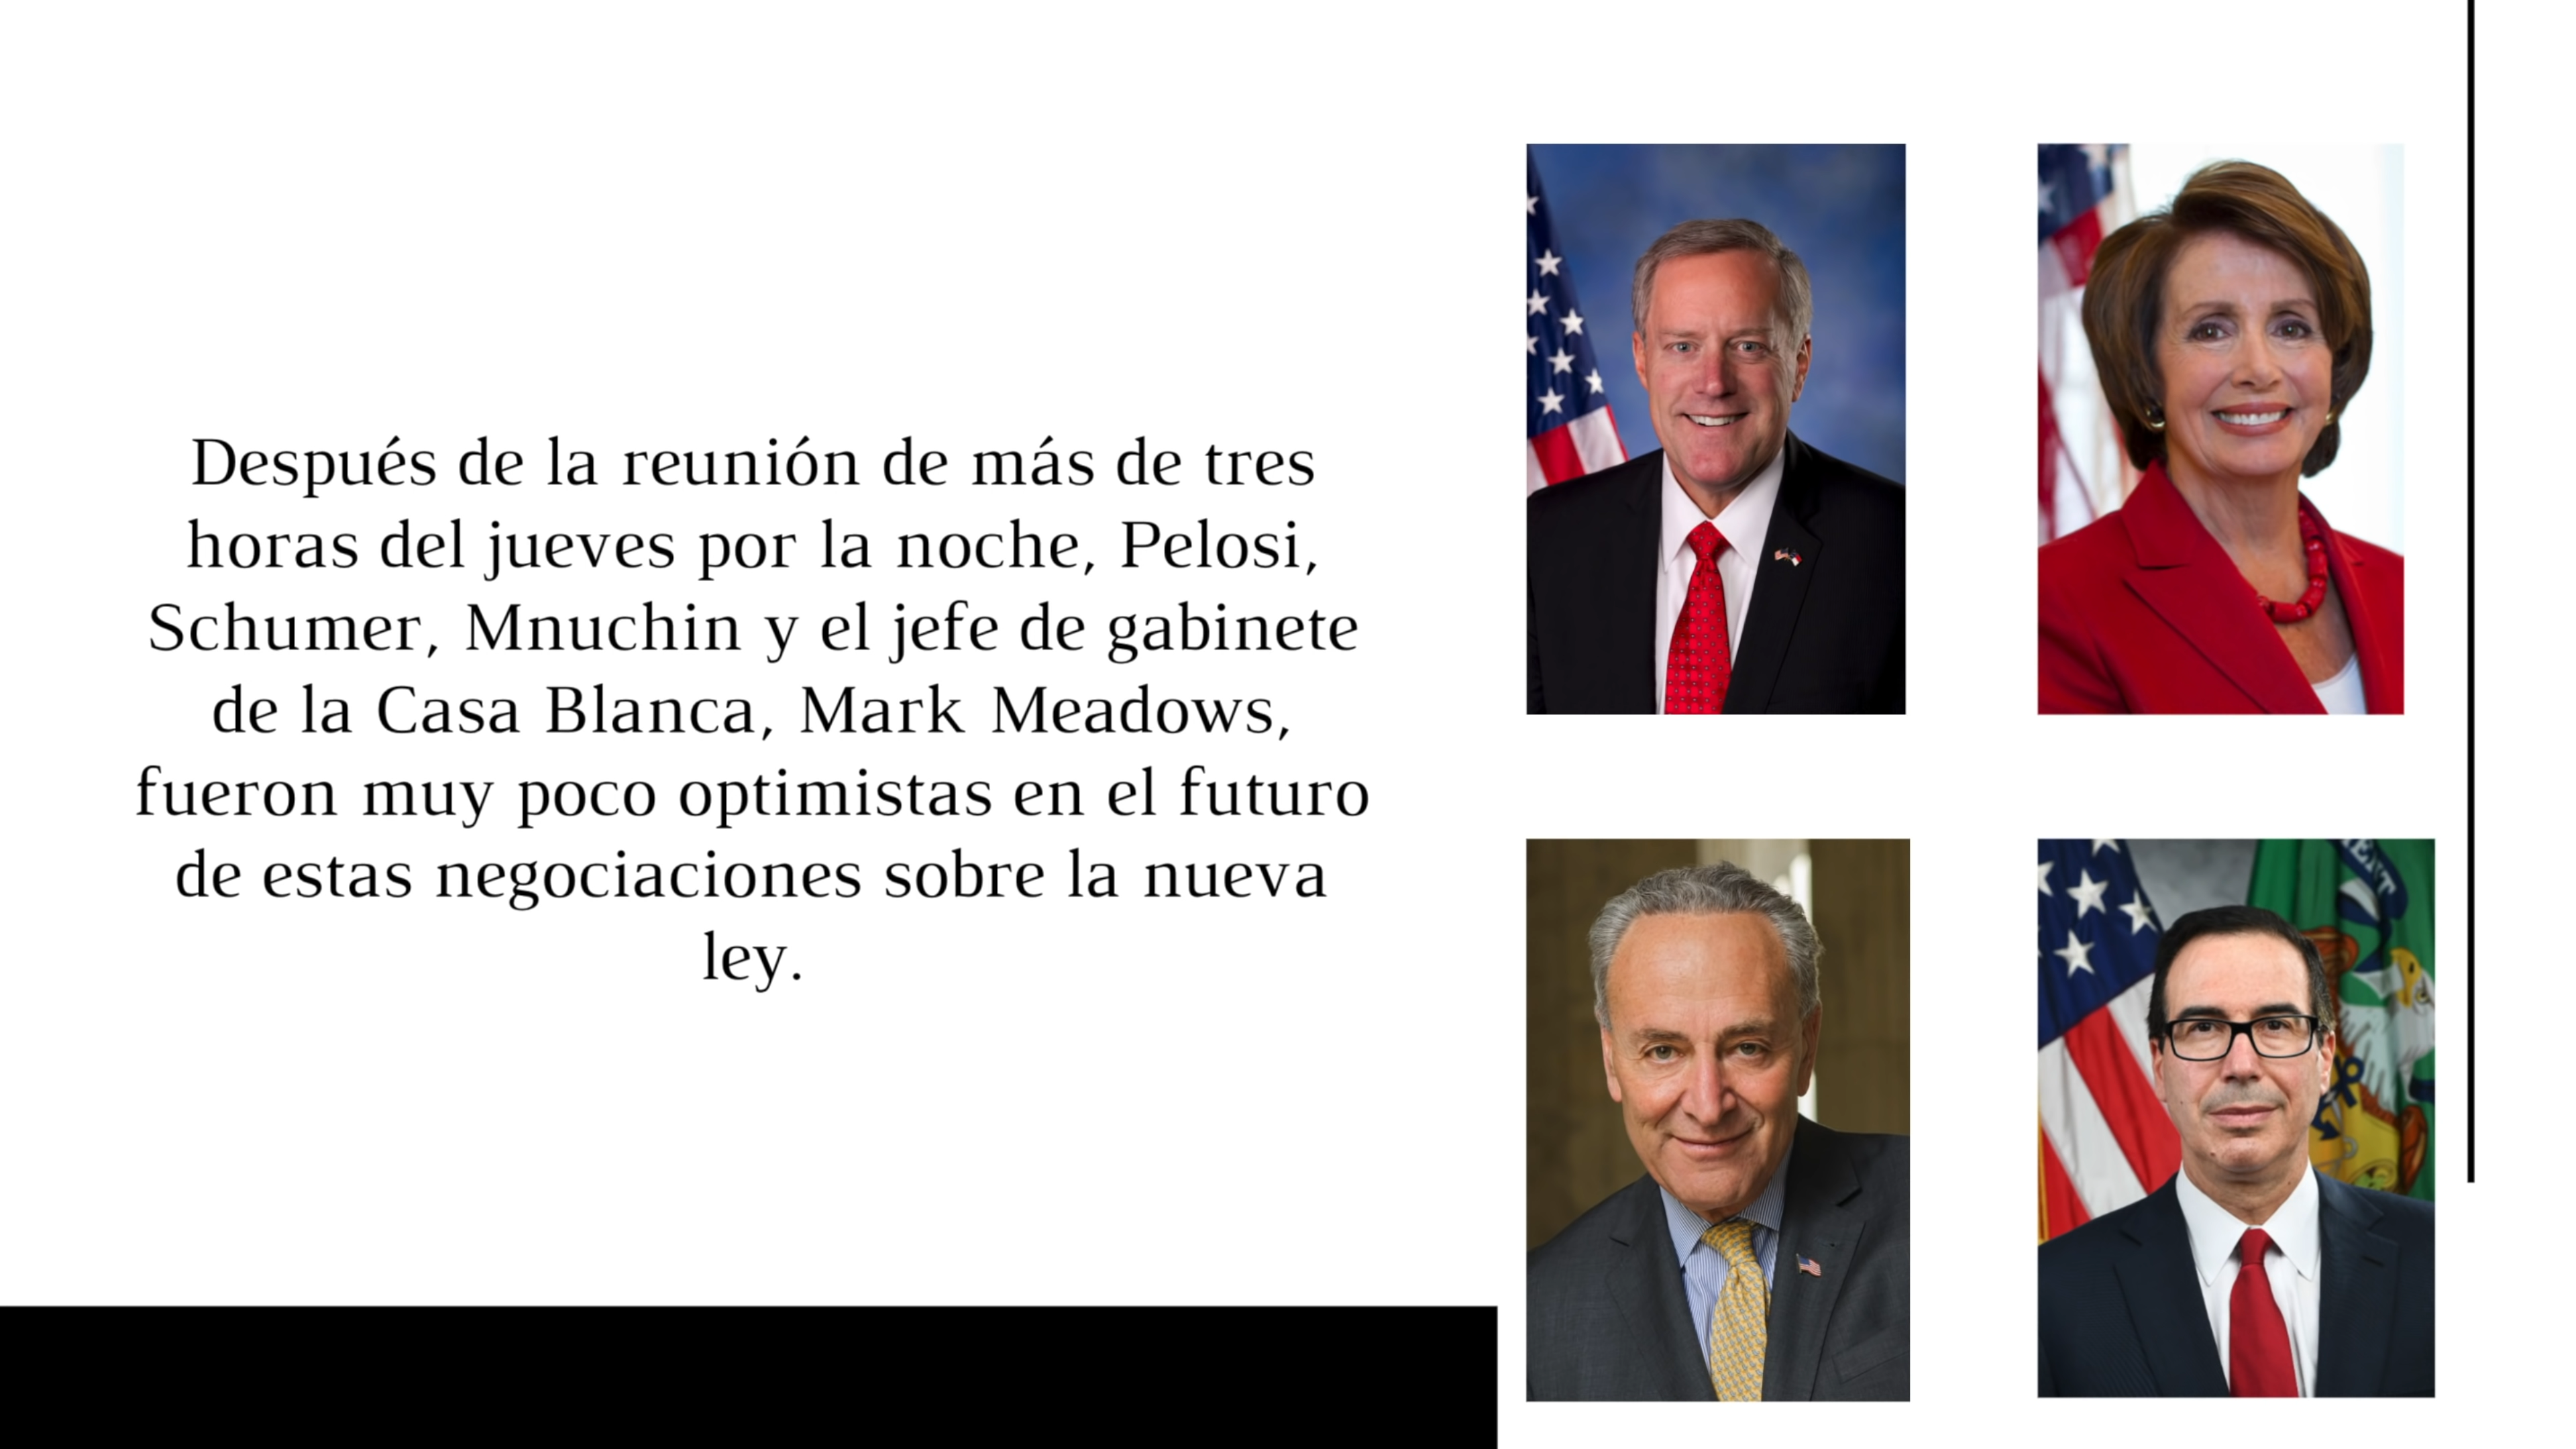 Después de la reunión de más de tres
horas del jueves por la noche, Pelosi,
Schumer, Mnuchin y el jefe de gabinete
de la Casa Blanca, Mark Meadows,
fueron muy poco optimistas en el futuro
de estas negociaciones sobre la nueva
ley.